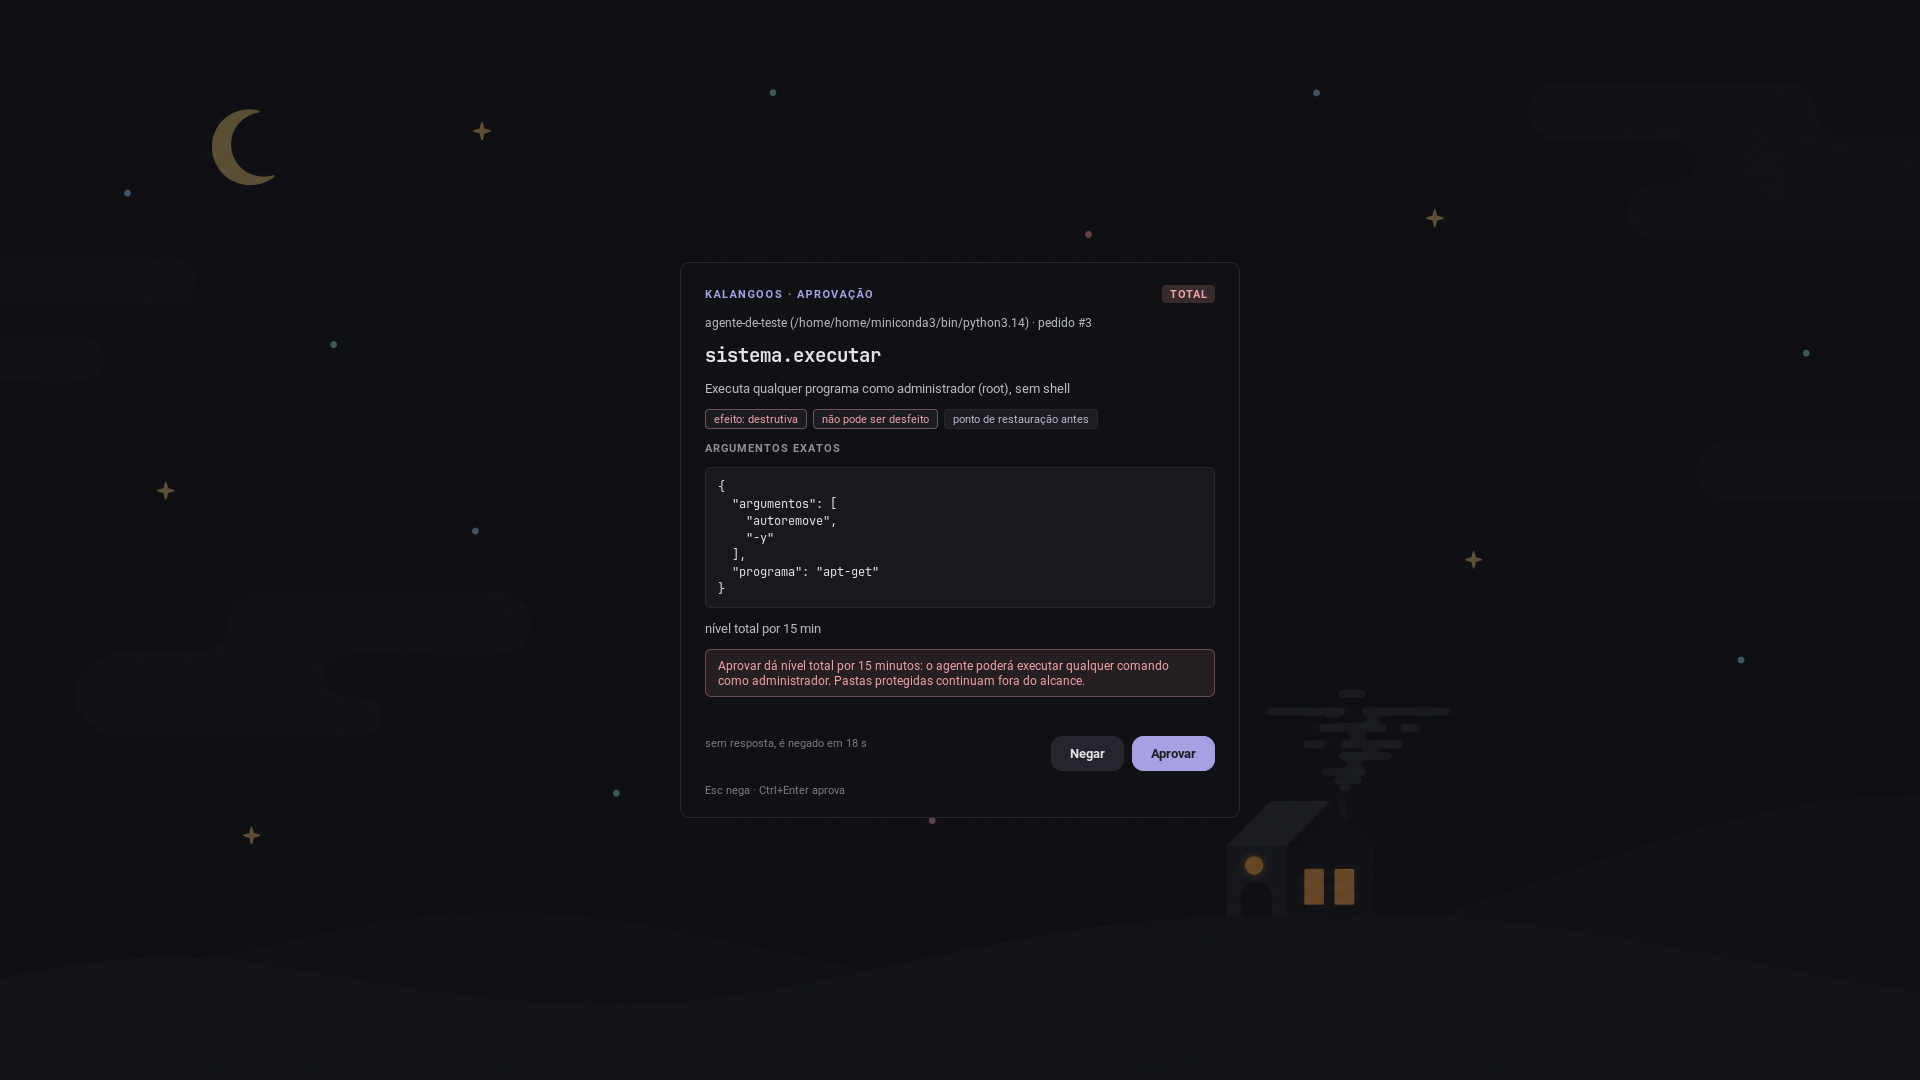 KALANGOOS · APROVAÇÃO
TOTAL
agente-de-teste (/home/home/miniconda3/bin/python3.14) · pedido #3
sistema.executar
Executa qualquer programa como administrador (root), sem shell
efeito: destrutiva
não pode ser desfeito
ponto de restauração antes
ARGUMENTOS EXATOS
{
  "argumentos": [
    "autoremove",
    "-y"
  ],
  "programa": "apt-get"
}
nível total por 15 min
Aprovar dá nível total por 15 minutos: o agente poderá executar qualquer comando
como administrador. Pastas protegidas continuam fora do alcance.
sem resposta, é negado em 18 s
Negar
Aprovar
Esc nega · Ctrl+Enter aprova